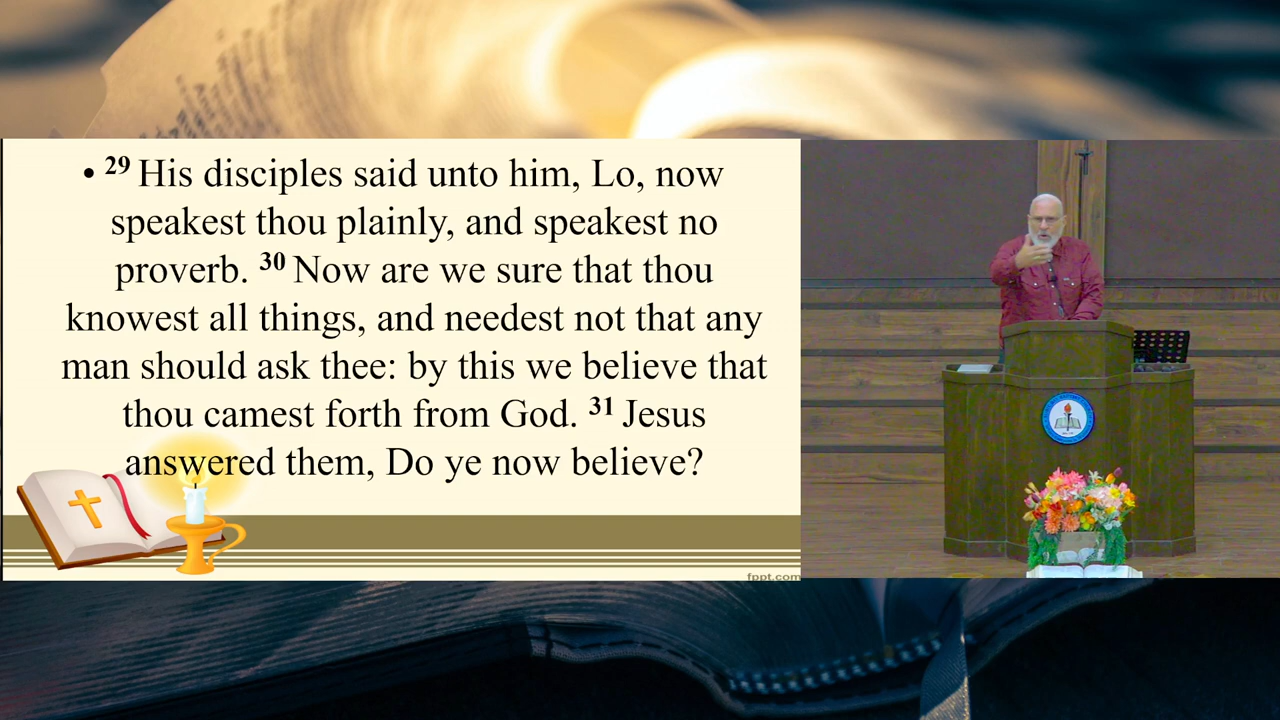 • 29 His disciples said unto him, Lo, now
speakest thou plainly, and speakest no
proverb. 30 Now are we sure that thou
knowest all things, and needest not that any
man should ask thee: by this we believe that
thou camest forth from God. 31 Jesus
answered them, Do ye now believe?
fppt.com